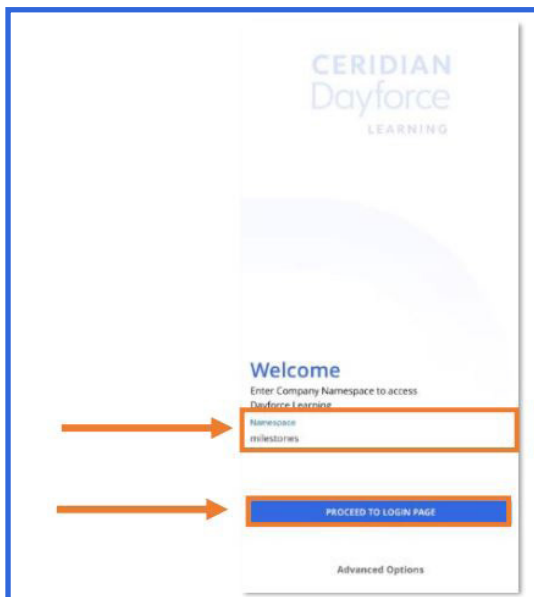 CERIDIAN
Dayforce
LEARNING
Welcome
Enter Company Namespace to access
Dayforce Learning
Namespace
milestones
PROCEED TO LOGIN PAGE
Advanced Options